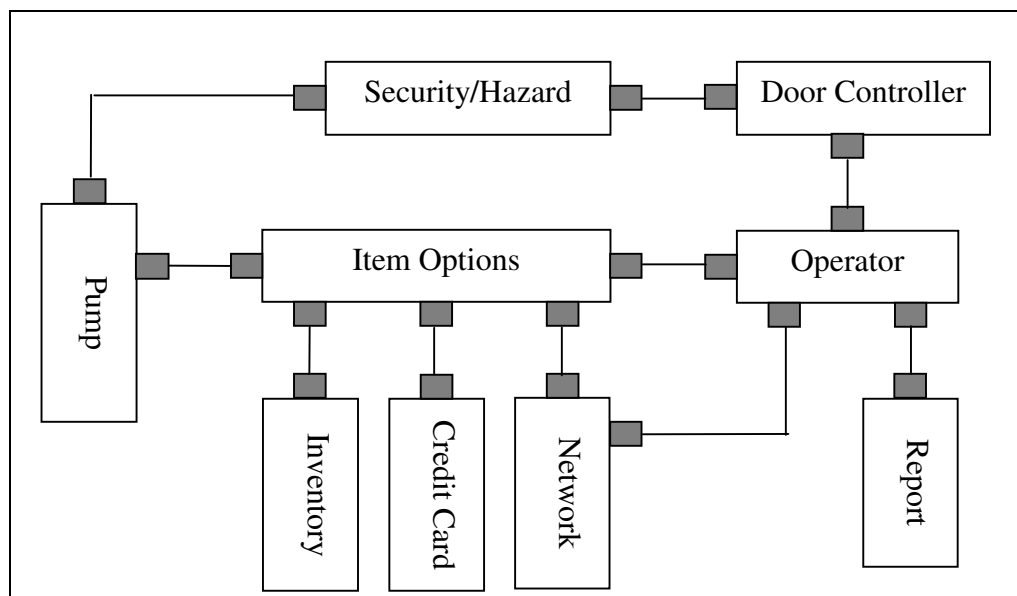 Security/Hazard
Door Controller
Pump
Item Options
Operator
Inventory
Credit Card
Network
Report